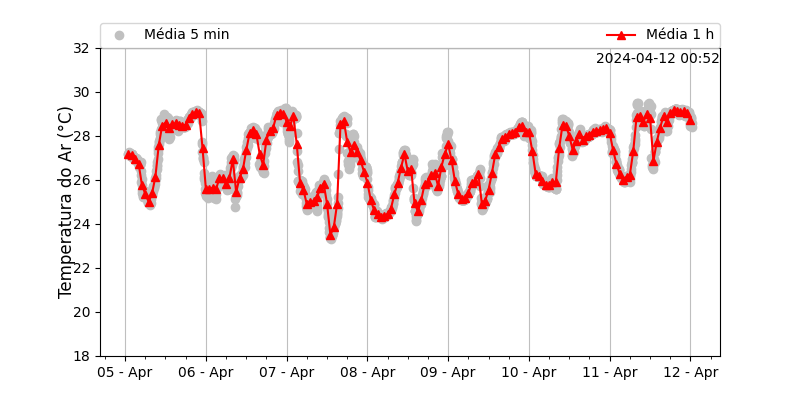 Média 5 min
Média 1 h
2024-04-12 00:52
Temperatura do Ar (°C)
32
30
28
26
24
22
20
18
05 - Apr
06 - Apr
07 - Apr
08 - Apr
09 - Apr
10 - Apr
11 - Apr
12 - Apr